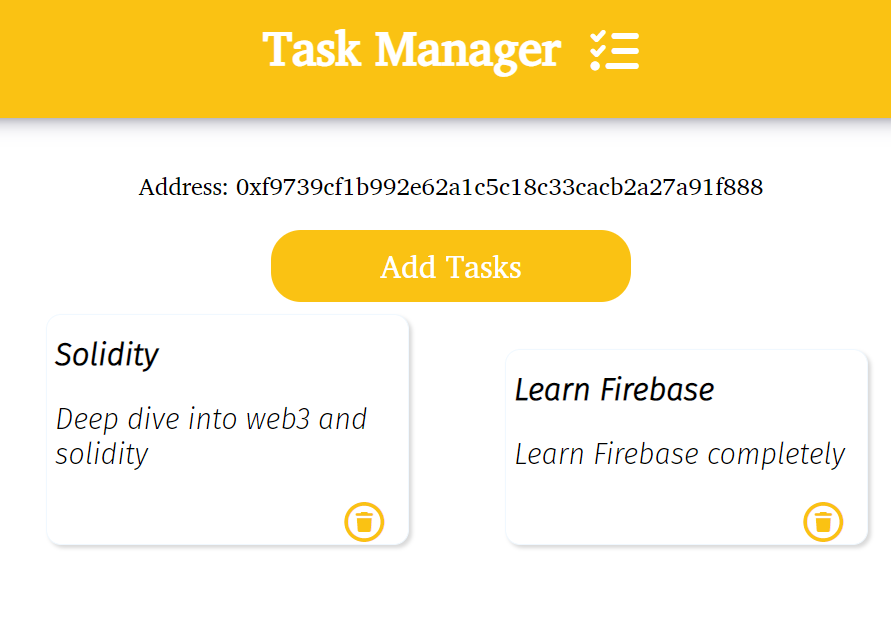 Task Manager
Address: 0xf9739cf1b992e62a1c5c18c33cacb2a27a91f888
Add Tasks
Solidity
Deep dive into web3 and
solidity
Learn Firebase
Learn Firebase completely